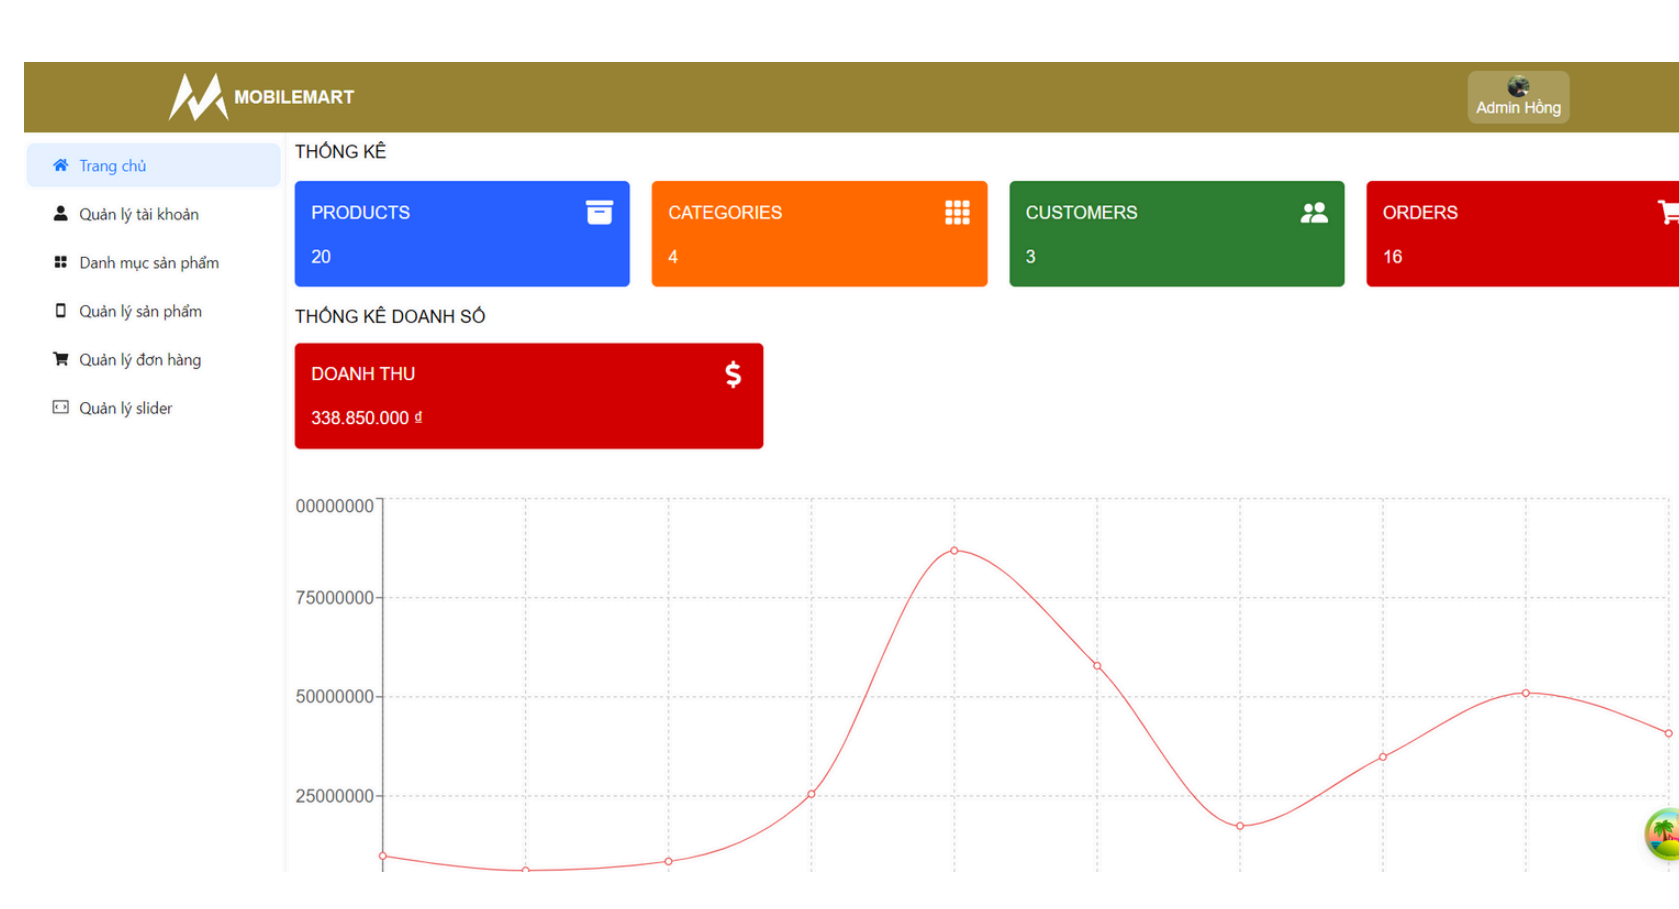 MOBILEMART
Admin Hồng
Trang chủ
Quản lý tài khoản
Danh mục sản phẩm
Quản lý sản phẩm
Quản lý đơn hàng
Quản lý slider
THỐNG KÊ
PRODUCTS
20
CATEGORIES
4
CUSTOMERS
3
ORDERS
16
THỐNG KÊ DOANH SỐ
DOANH THU
338.850.000 ₫
00000000
75000000
50000000
25000000